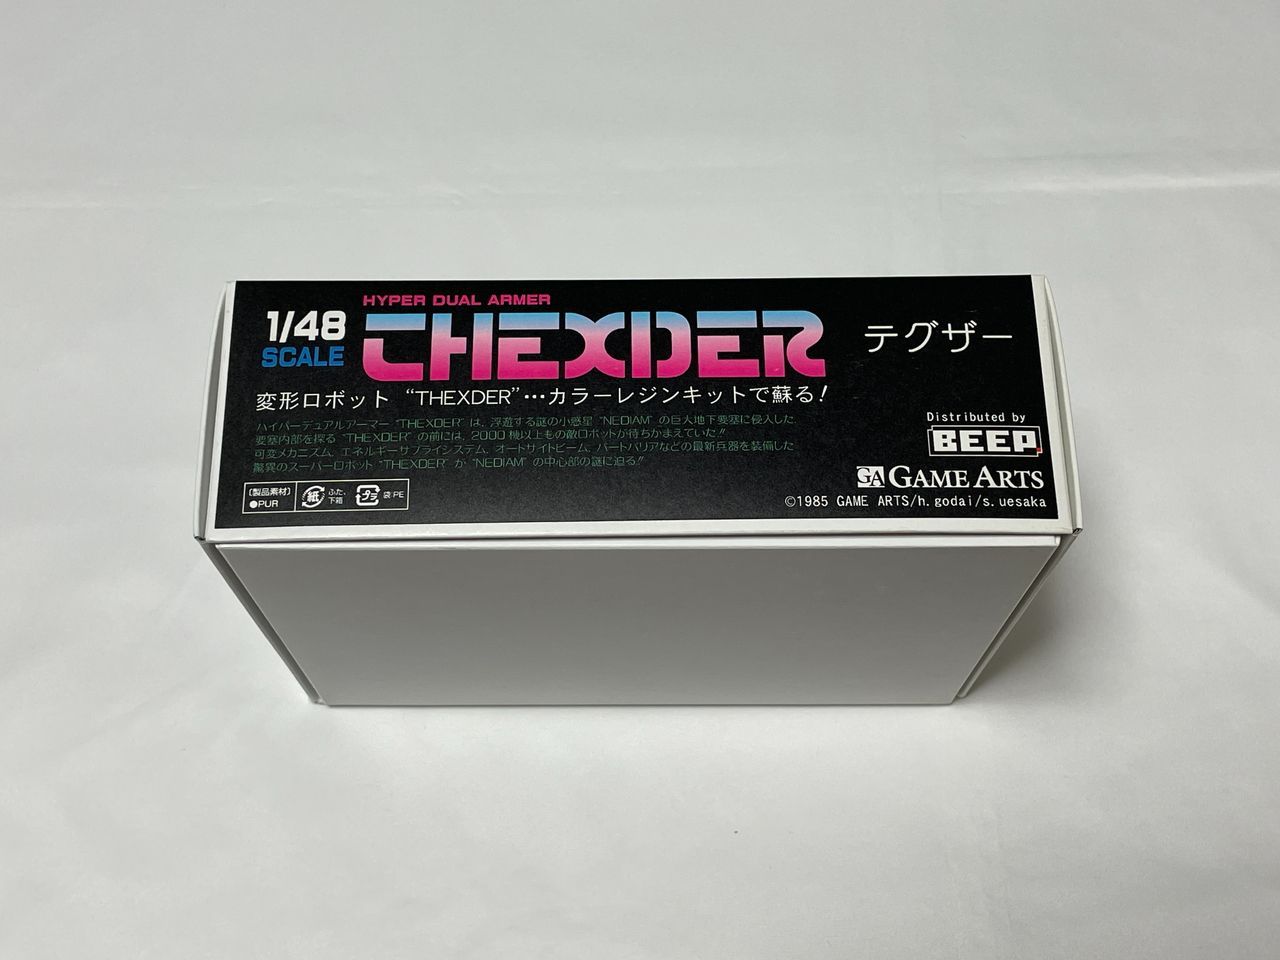 1/48
SCALE
HYPER DUAL ARMER
THEXDER
テグザー
変形ロボット “THEXDER”…カラーレジンキットで蘇る!
ハイパーデュアルアーマー “THEXDER” は、浮遊する謎の小惑星 “NEDIAM” の巨大地下要塞に侵入した.
要塞内部を探る “THEXDER” の前には、2000機以上もの敵ロボットが待ちかまえていた!!
可変メカニズム、エネルギーサプライシステム、オートサイトビーム、バートバリアなどの最新兵器を装備した
驚異のスーパーロボット “THEXDER” が “NEDIAM” の中心部の謎に迫る!!
Distributed by
BEEP.
GA GAME ARTS
©1985 GAME ARTS/h.godai/s.uesaka
〔製品素材〕
●PUR
紙 ふた、
下箱
プラ 袋:PE